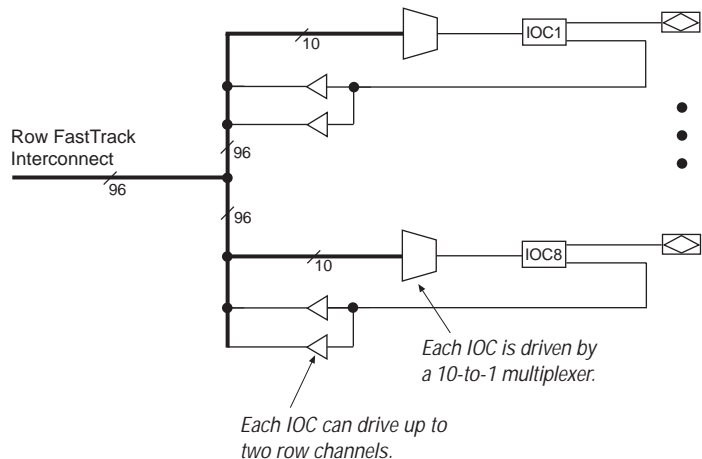 10
IOC1
Row FastTrack
Interconnect
96
96
96
10
IOC8
Each IOC is driven by
a 10-to-1 multiplexer.
Each IOC can drive up to
two row channels.